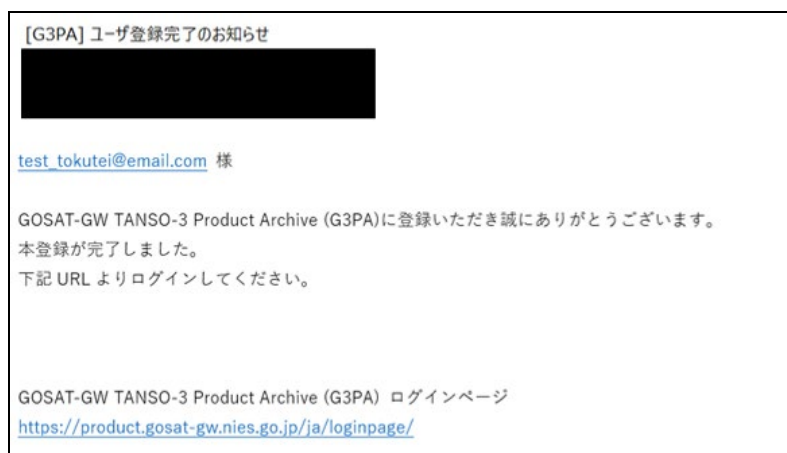 [G3PA] ユーザ登録完了のお知らせ
test_tokutei@email.com 様
GOSAT-GW TANSO-3 Product Archive (G3PA)に登録いただき誠にありがとうございます。
本登録が完了しました。
下記 URL よりログインしてください。
GOSAT-GW TANSO-3 Product Archive (G3PA) ログインページ
https://product.gosat-gw.nies.go.jp/ja/loginpage/